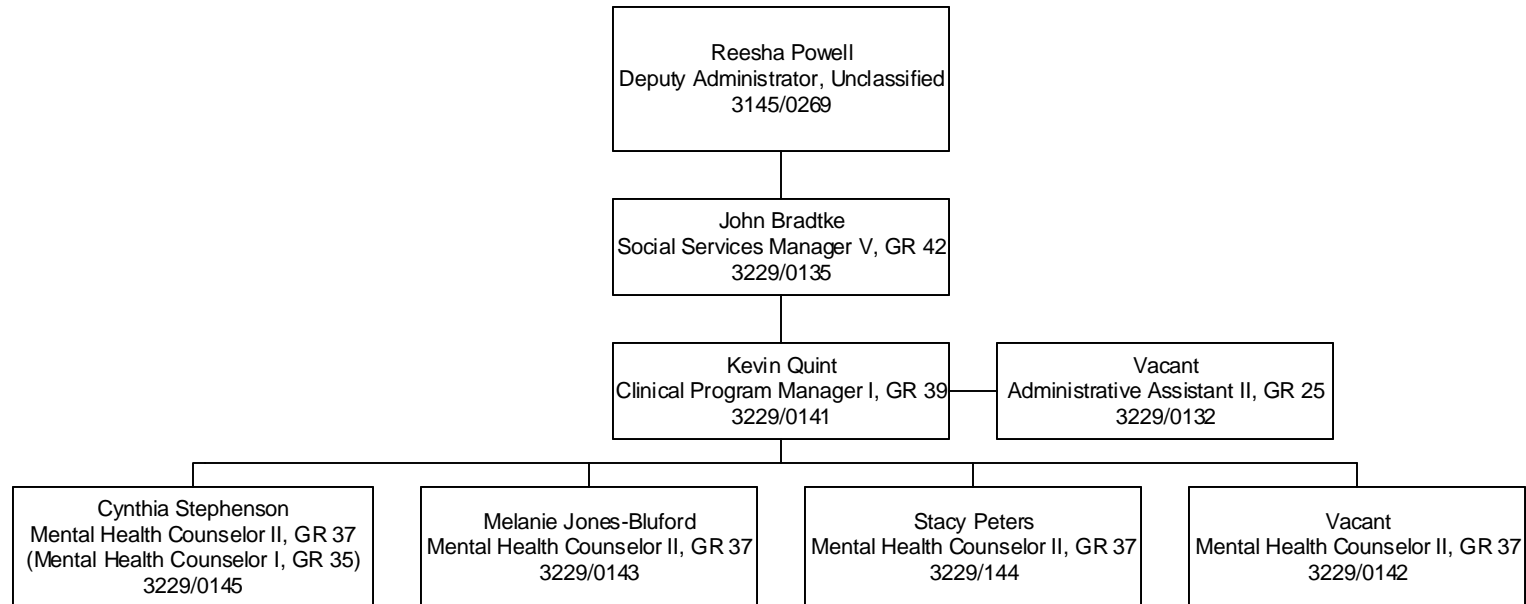 Reesha Powell
Deputy Administrator, Unclassified
3145/0269
John Bradtke
Social Services Manager V, GR 42
3229/0135
Kevin Quint
Clinical Program Manager I, GR 39
3229/0141
Vacant
Administrative Assistant II, GR 25
3229/0132
Cynthia Stephenson
Mental Health Counselor II, GR 37
(Mental Health Counselor I, GR 35)
3229/0145
Melanie Jones-Bluford
Mental Health Counselor II, GR 37
3229/0143
Stacy Peters
Mental Health Counselor II, GR 37
3229/144
Vacant
Mental Health Counselor II, GR 37
3229/0142